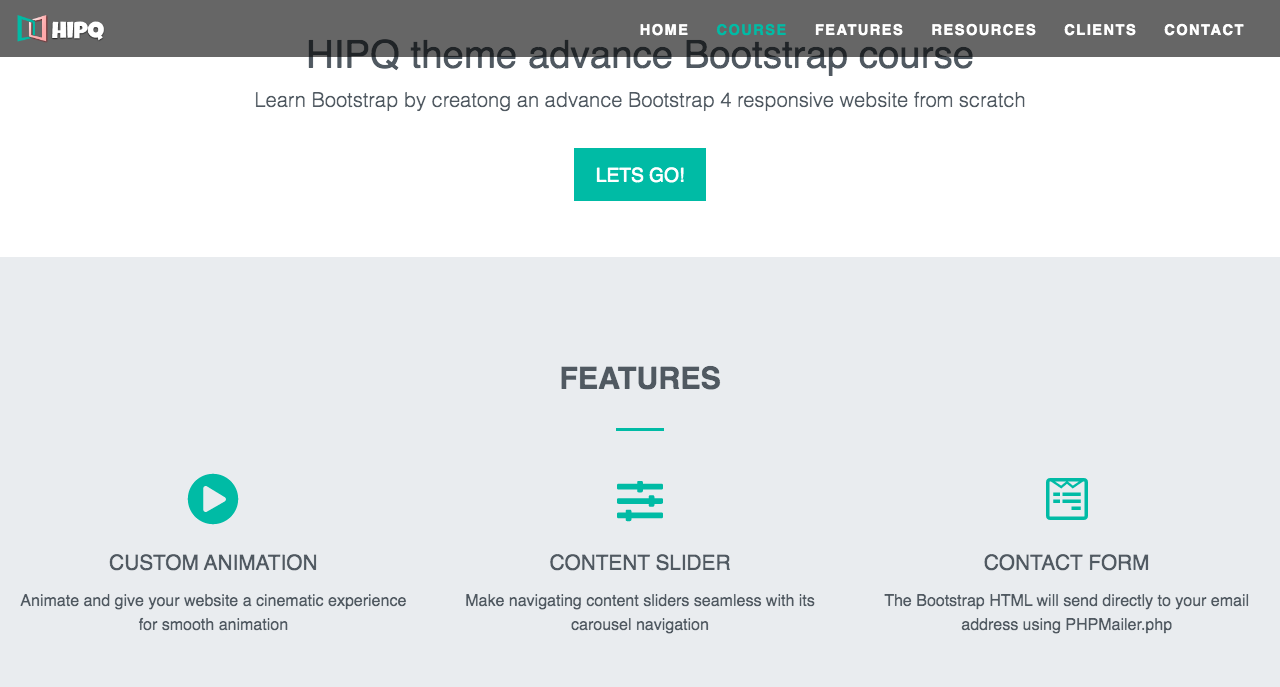 HIPQ
HOME COURSE FEATURES RESOURCES CLIENTS CONTACT
HIPQ theme advance Bootstrap course
Learn Bootstrap by creatong an advance Bootstrap 4 responsive website from scratch
LETS GO!
FEATURES
CUSTOM ANIMATION
Animate and give your website a cinematic experience
for smooth animation
CONTENT SLIDER
Make navigating content sliders seamless with its
carousel navigation
CONTACT FORM
The Bootstrap HTML will send directly to your email
address using PHPMailer.php